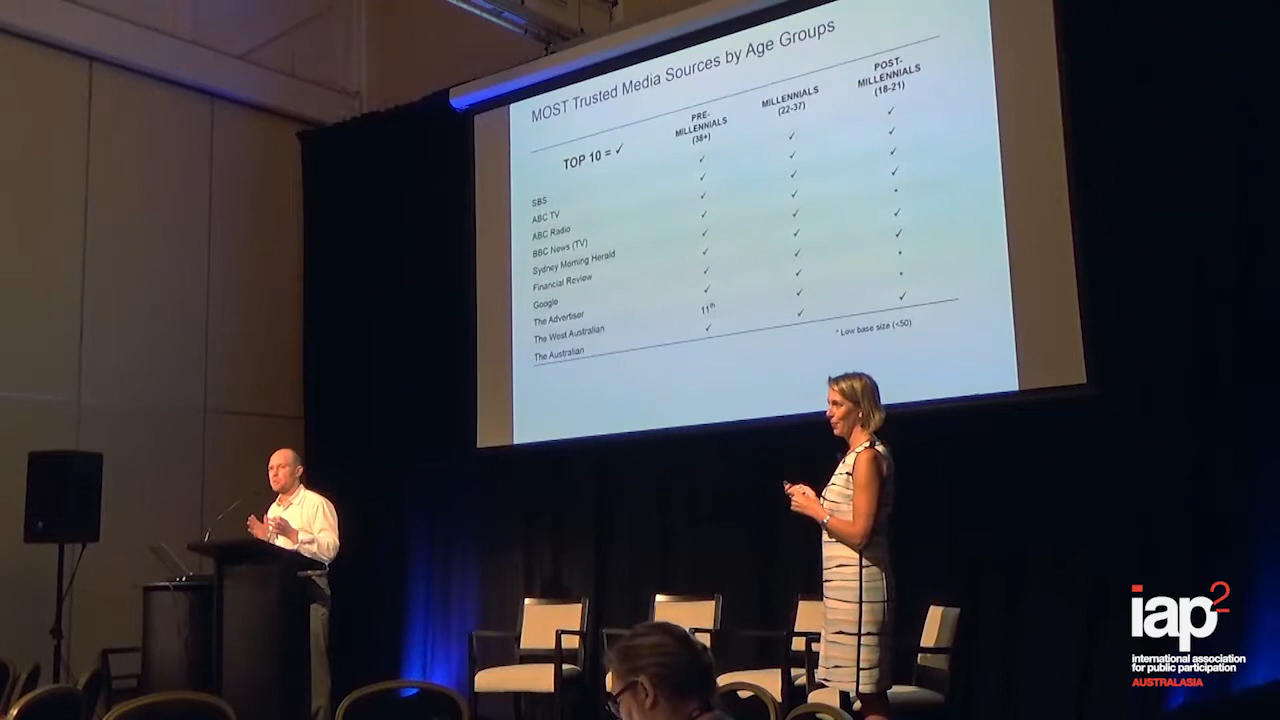 MOST Trusted Media Sources by Age Groups
TOP 10 = ✓ PRE-MILLENNIALS (38+) MILLENNIALS (22-37) POST-MILLENNIALS (18-21)
SBS ✓ ✓ ✓
ABC TV ✓ ✓ ✓
ABC Radio ✓ ✓ ✓
BBC News (TV) ✓ ✓ ✓
Sydney Morning Herald ✓ ✓ *
Financial Review ✓ ✓ ✓
Google ✓ ✓ ✓
The Advertiser ✓ ✓ *
The West Australian 11th ✓ *
The Australian ✓ ✓ ✓
* Low base size (<50)
iap2
international association
for public participation
AUSTRALASIA